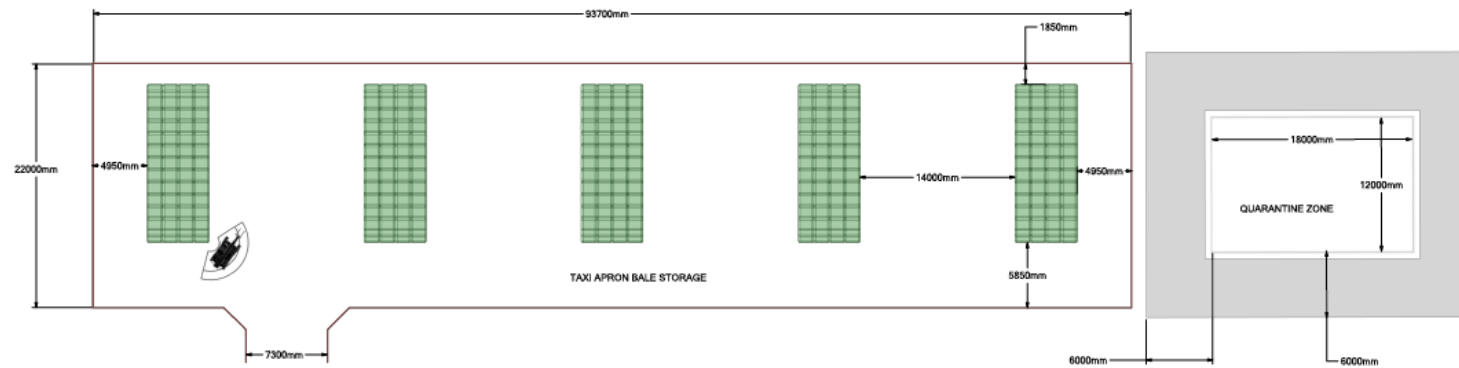 93700mm
1850mm
22000mm
4950mm
14000mm
4950mm
18000mm
12000mm
QUARANTINE ZONE
TAXI APRON BALE STORAGE
5850mm
7300mm
6000mm
6000mm